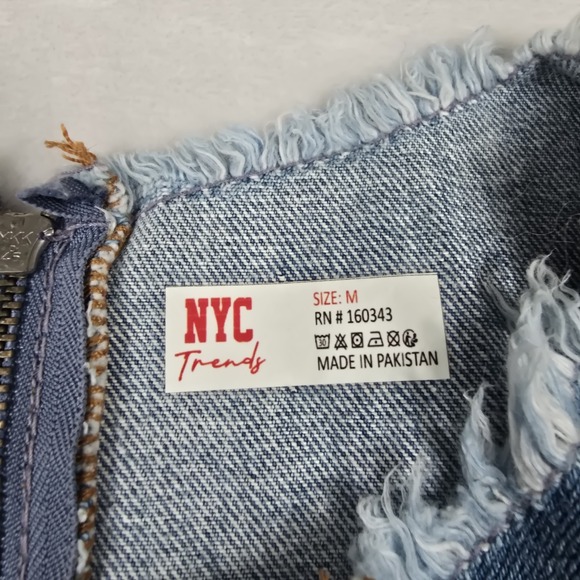 NYC
Trends
SIZE: M
RN # 160343
MADE IN PAKISTAN